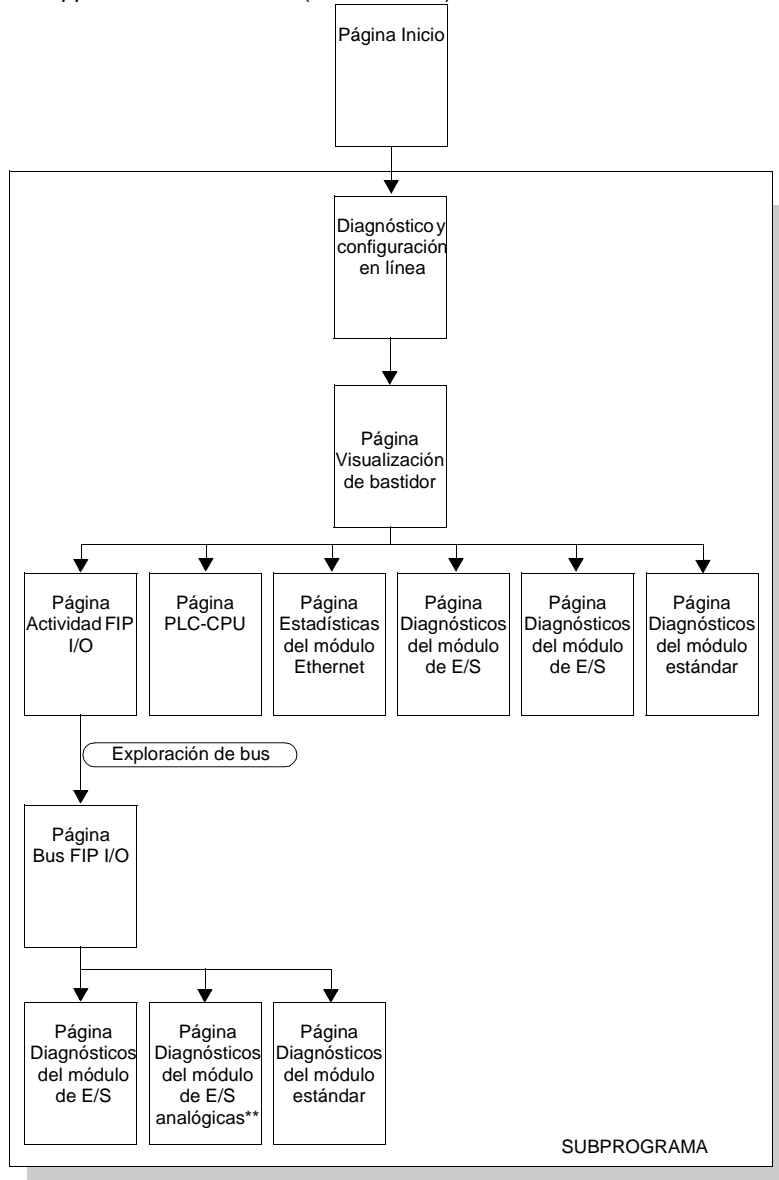 Página Inicio
Diagnóstico y
configuración
en línea
Página
Visualización
de bastidor
Página
Actividad FIP
I/O
Página
PLC-CPU
Página
Estadísticas
del módulo
Ethernet
Página
Diagnósticos
del módulo
de E/S
Página
Diagnósticos
del módulo
de E/S
Página
Diagnósticos
del módulo
estándar
Exploración de bus
Página
Bus FIP I/O
Página
Diagnósticos
del módulo
de E/S
Página
Diagnósticos
del módulo
de E/S
analógicas**
Página
Diagnósticos
del módulo
estándar
SUBPROGRAMA